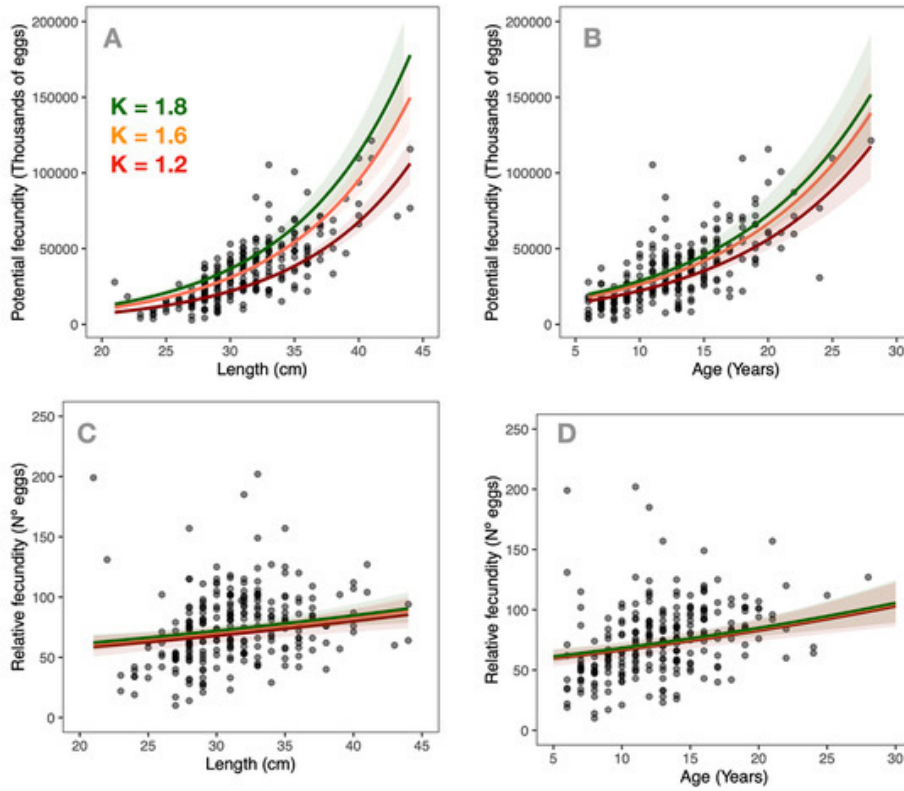 A
K = 1.8
K = 1.6
K = 1.2
Potential fecundity (Thousands of eggs)
200000
150000
100000
50000
0
20 25 30 35 40 45
Length (cm)
B
Potential fecundity (Thousands of eggs)
200000
150000
100000
50000
0
5 10 15 20 25 30
Age (Years)
C
Relative fecundity (Nº eggs)
250
200
150
100
50
0
20 25 30 35 40 45
Length (cm)
D
Relative fecundity (Nº eggs)
250
200
150
100
50
0
5 10 15 20 25 30
Age (Years)